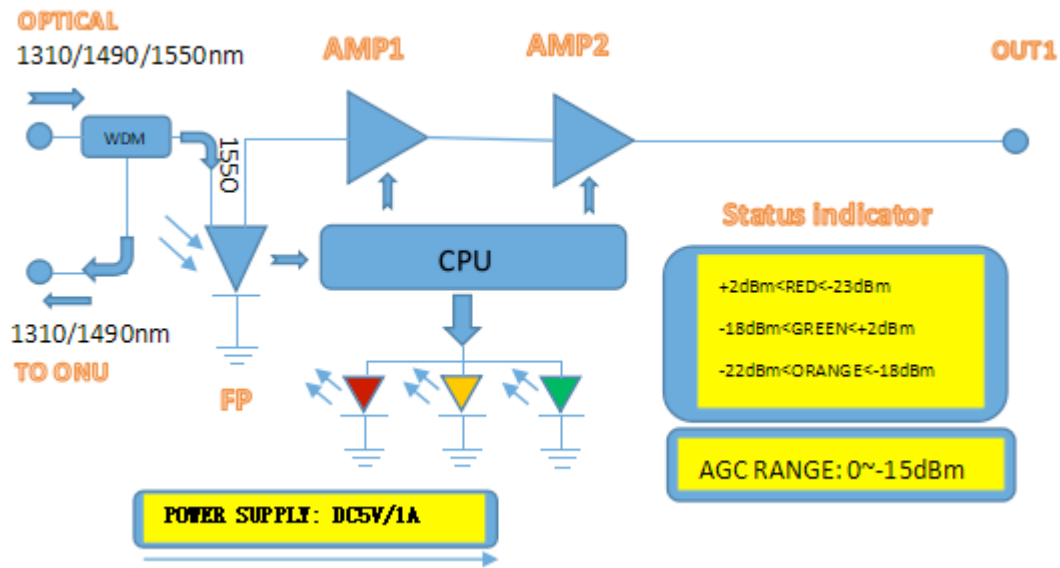 OPTICAL
1310/1490/1550nm
AMP1
AMP2
OUT1
WDM
1550
Status indicator
CPU
+2dBm<RED<-23dBm
-18dBm<GREEN<+2dBm
-22dBm<ORANGE<-18dBm
1310/1490nm
TO ONU
FP
AGC RANGE: 0~-15dBm
POWER SUPPLY: DC5V/1A